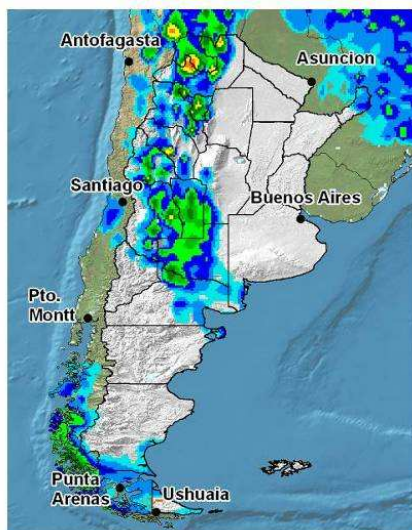 Antofagasta
Asuncion
Santiago
Buenos Aires
Pto.
Montt
Punta
Arenas
Ushuaia